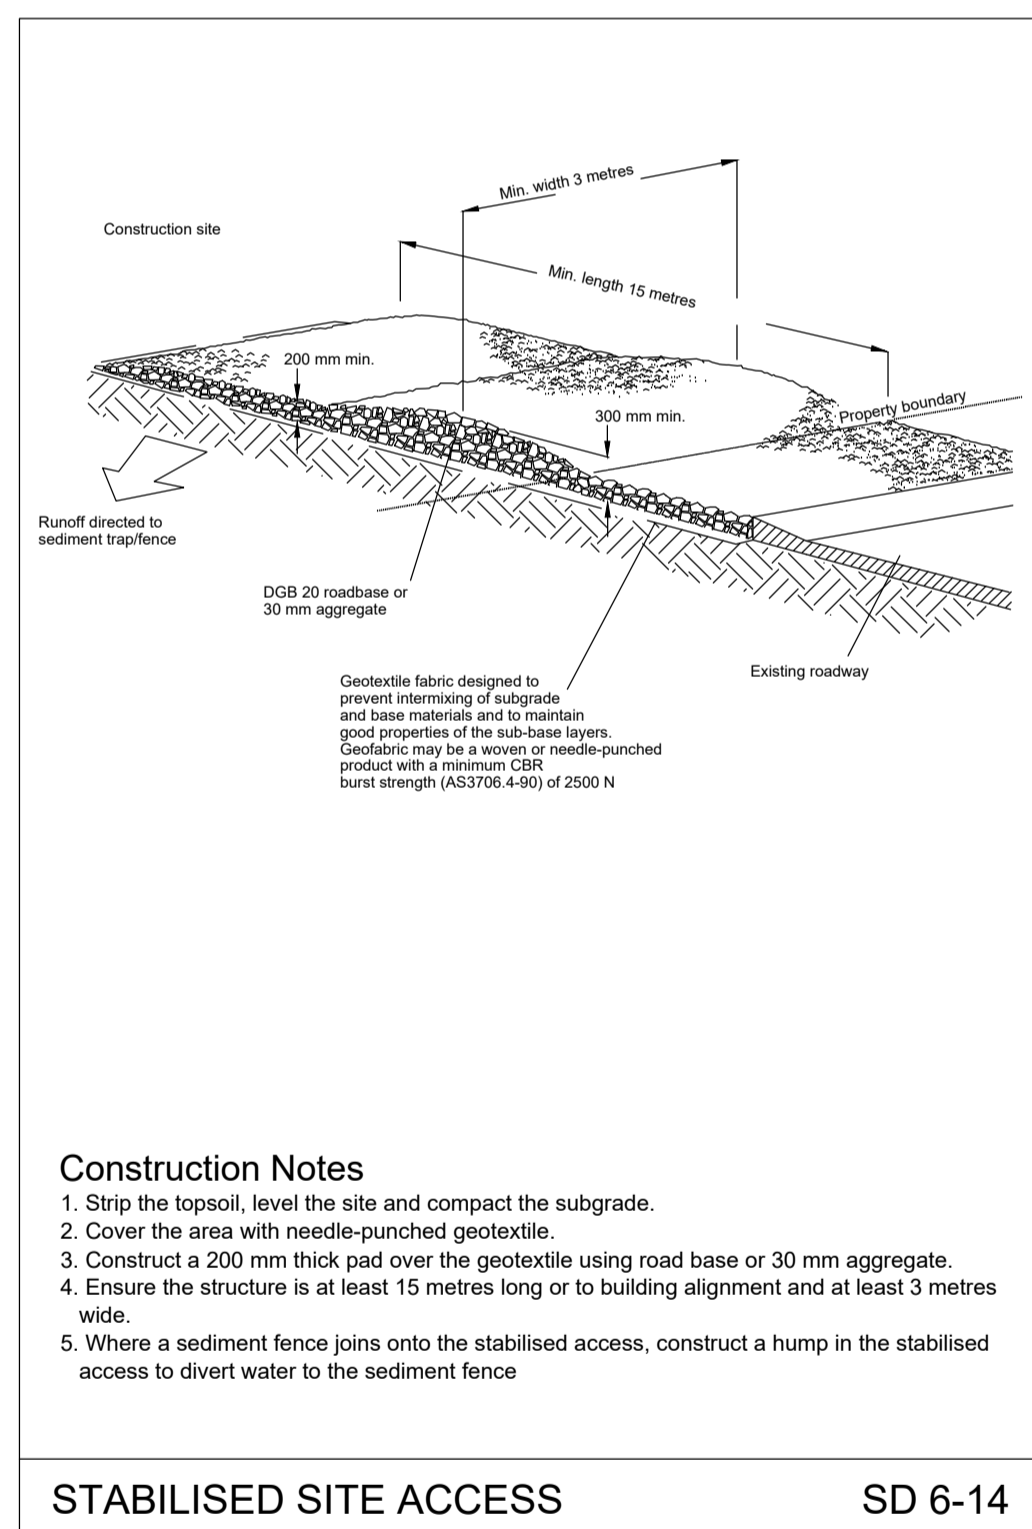 Min. width 3 metres
Construction site
Min. length 15 metres
200 mm min.
300 mm min.
Property boundary
Runoff directed to
sediment trap/fence
DGB 20 roadbase or
30 mm aggregate
Existing roadway
Geotextile fabric designed to
prevent intermixing of subgrade
and base materials and to maintain
good properties of the sub-base layers.
Geofabric may be a woven or needle-punched
product with a minimum CBR
burst strength (AS3706.4-90) of 2500 N
Construction Notes
1. Strip the topsoil, level the site and compact the subgrade.
2. Cover the area with needle-punched geotextile.
3. Construct a 200 mm thick pad over the geotextile using road base or 30 mm aggregate.
4. Ensure the structure is at least 15 metres long or to building alignment and at least 3 metres
wide.
5. Where a sediment fence joins onto the stabilised access, construct a hump in the stabilised
access to divert water to the sediment fence
STABILISED SITE ACCESS SD 6-14